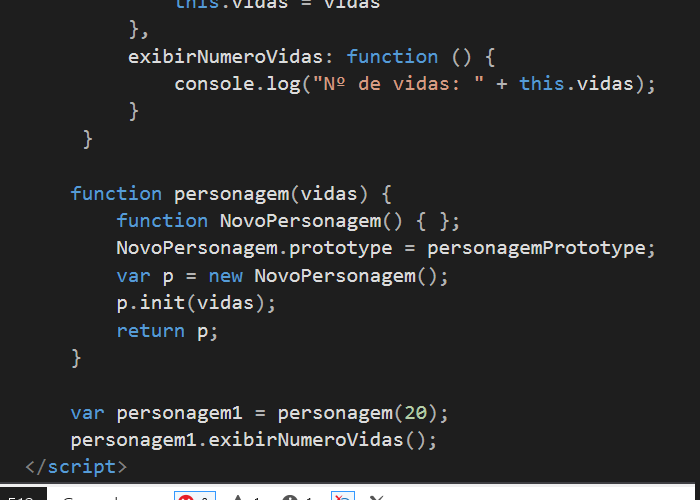 this.vidas = vidas
},
exibirNumeroVidas: function () {
console.log("Nº de vidas: " + this.vidas);
}
}
function personagem(vidas) {
function NovoPersonagem() { };
NovoPersonagem.prototype = personagemPrototype;
var p = new NovoPersonagem();
p.init(vidas);
return p;
}
var personagem1 = personagem(20);
personagem1.exibirNumeroVidas();
</script>